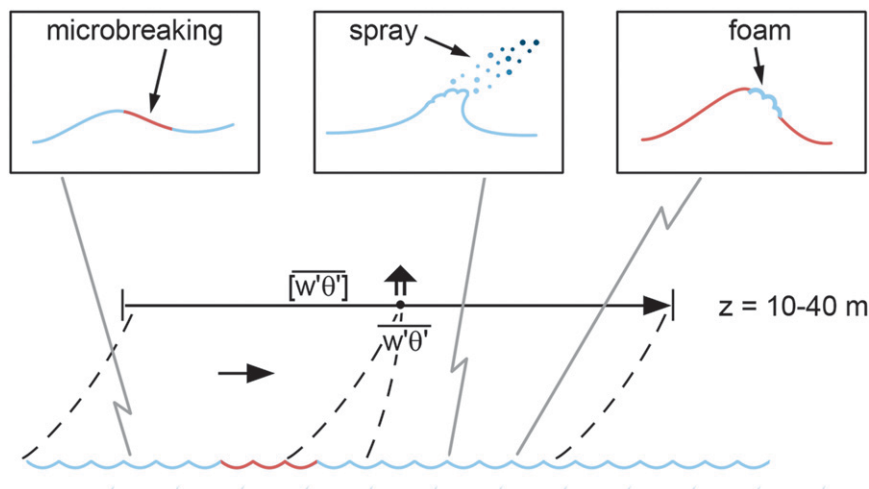 microbreaking
spray
foam
[w'θ']
w'θ'
z = 10-40 m